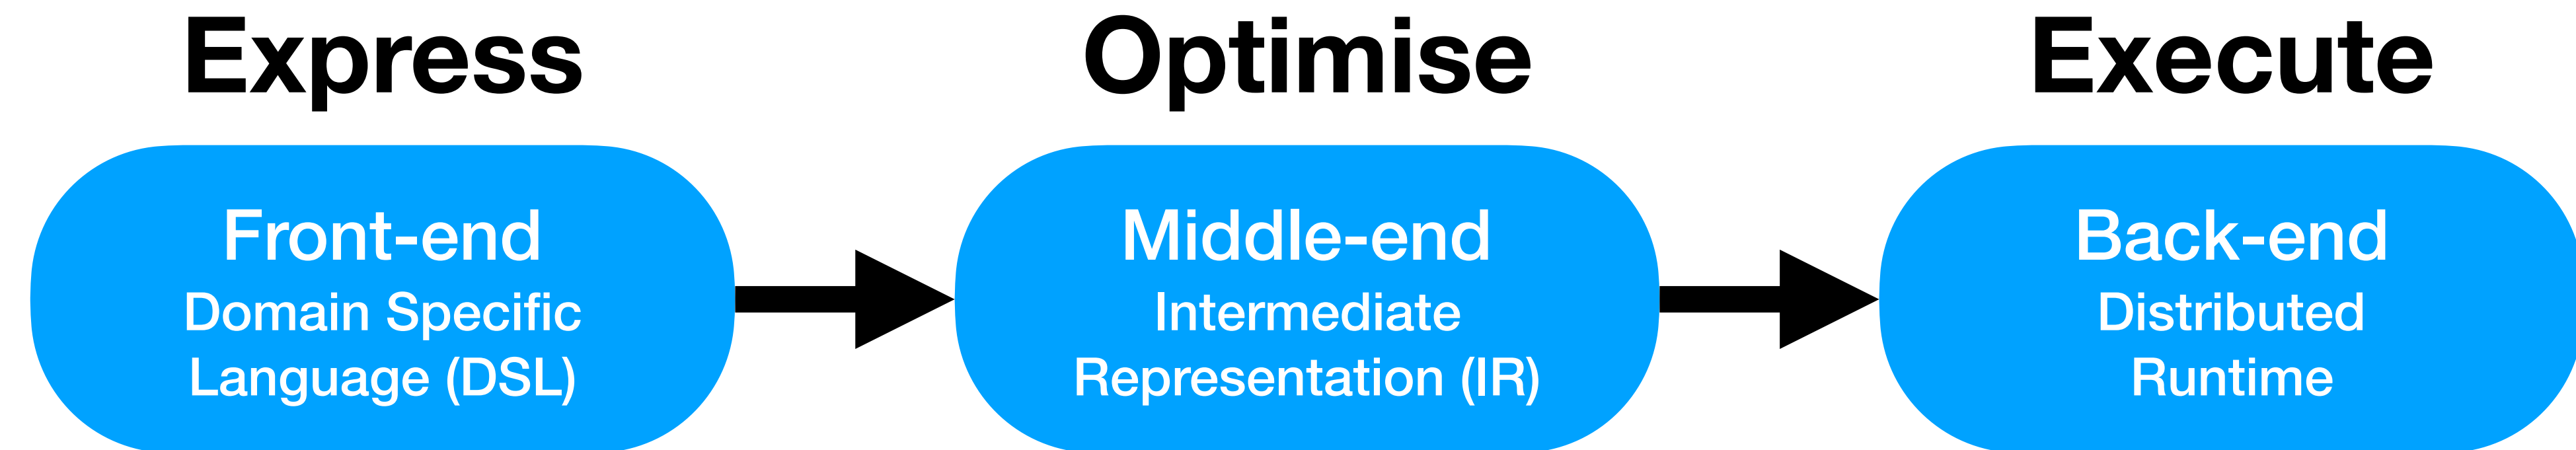 Express
Optimise
Execute
Front-end
Domain Specific
Language (DSL)
Middle-end
Intermediate
Representation (IR)
Back-end
Distributed
Runtime